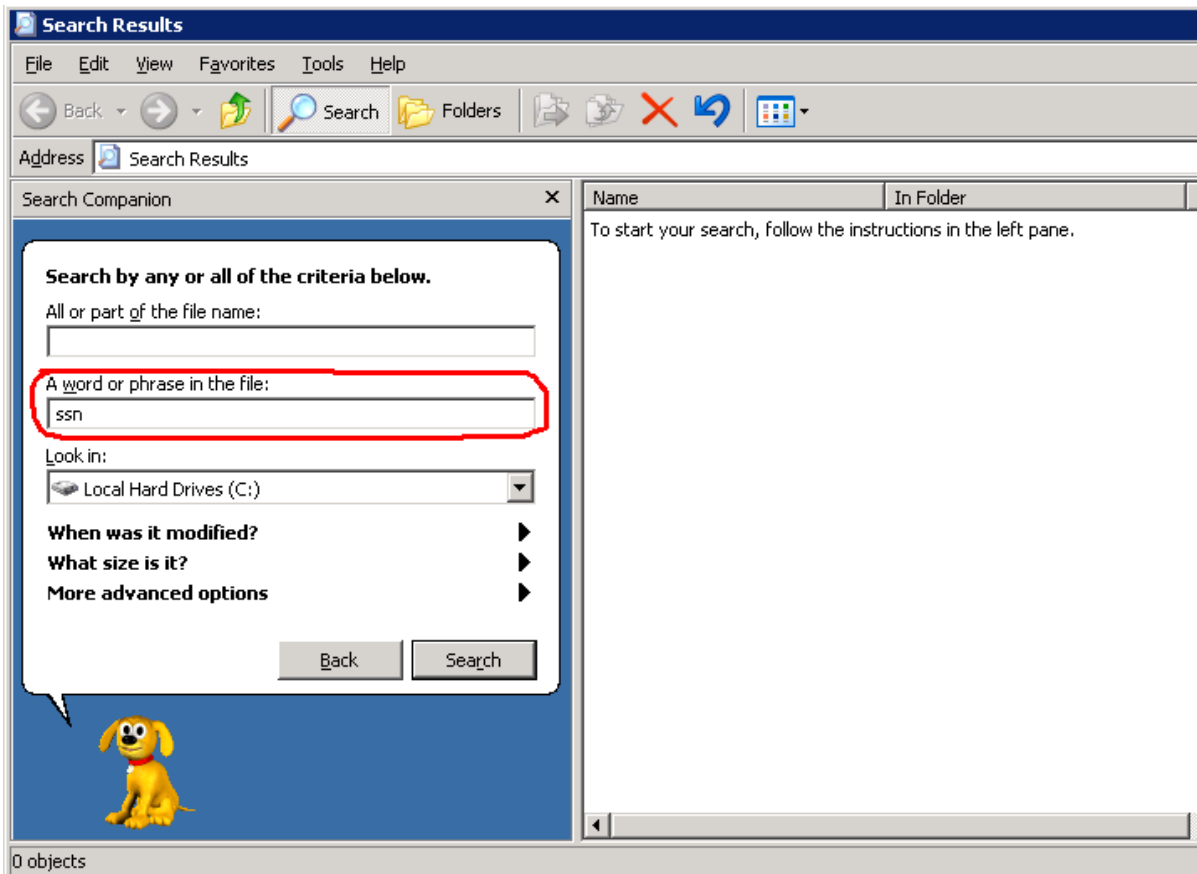 Search Results
File Edit View Favorites Tools Help
Back Search Folders
Address Search Results
Search Companion
Name In Folder
To start your search, follow the instructions in the left pane.
Search by any or all of the criteria below.
All or part of the file name:
A word or phrase in the file:
ssn
Look in:
Local Hard Drives (C:)
When was it modified?
What size is it?
More advanced options
Back Search
0 objects